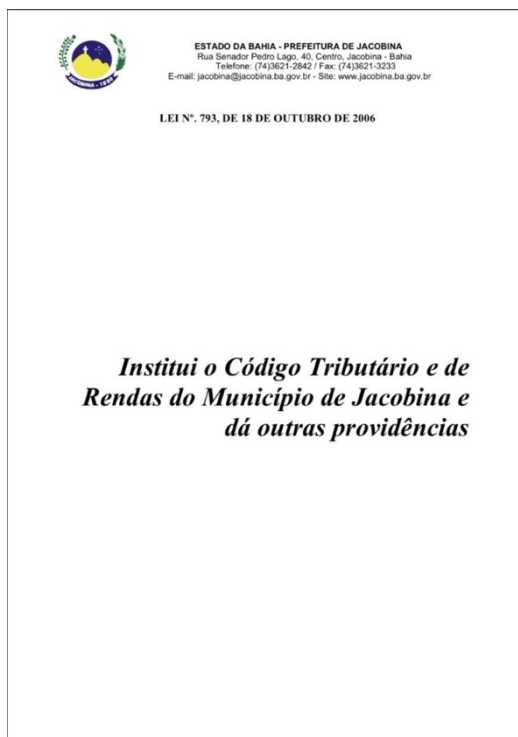 ESTADO DA BAHIA - PREFEITURA DE JACOBINA
Rua Senador Pedro Lago, 40, Centro, Jacobina - Bahia
Telefone: (74)3621-2842 / Fax: (74)3621-3233
E-mail: jacobina@jacobina.ba.gov.br - Site: www.jacobina.ba.gov.br
JACOBINA - 1880
LEI Nº. 793, DE 18 DE OUTUBRO DE 2006
Institui o Código Tributário e de
Rendas do Município de Jacobina e
dá outras providências